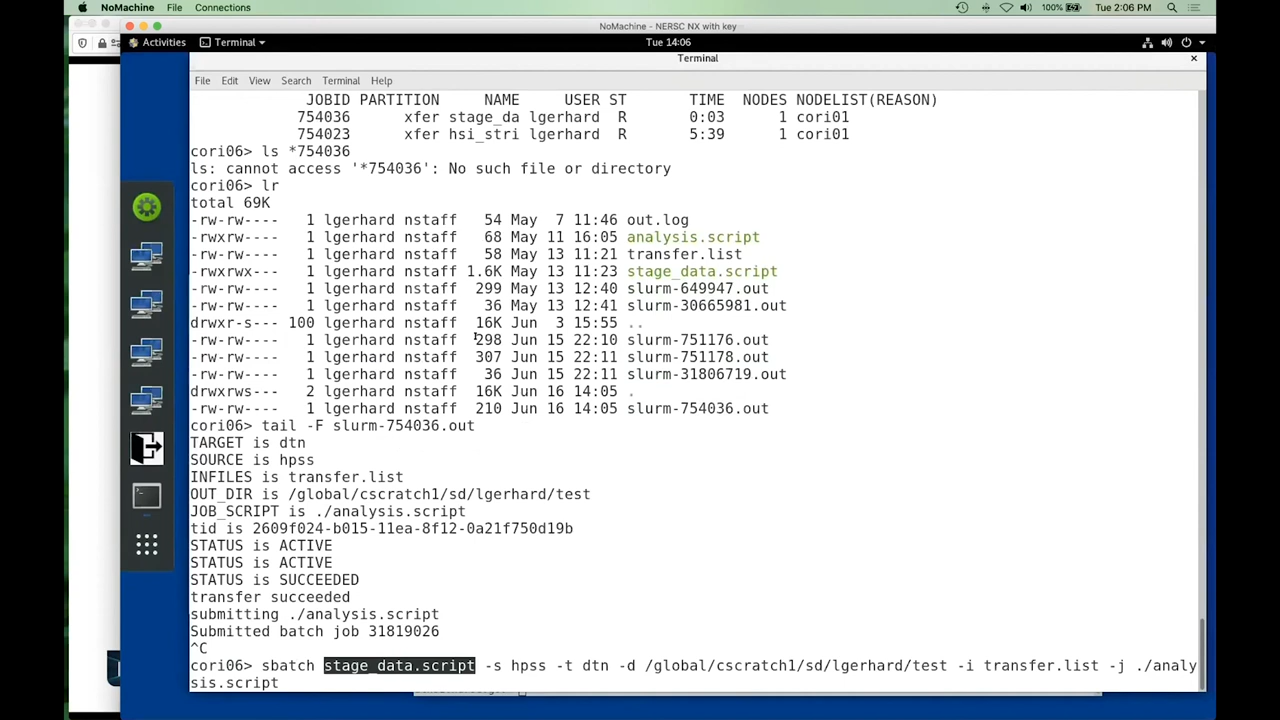 NoMachine File Connections 100% Tue 2:06 PM
NoMachine - NERSC NX with key
Activities Terminal Tue 14:06
Terminal
File Edit View Search Terminal Help
JOBID PARTITION NAME USER ST TIME NODES NODELIST(REASON)
754036 xfer stage_da lgerhard R 0:03 1 cori01
754023 xfer hsi_stri lgerhard R 5:39 1 cori01
cori06> ls *754036
ls: cannot access '*754036': No such file or directory
cori06> lr
total 69K
-rw-rw---- 1 lgerhard nstaff 54 May 7 11:46 out.log
-rwxrw---- 1 lgerhard nstaff 68 May 11 16:05 analysis.script
-rw-rw---- 1 lgerhard nstaff 58 May 13 11:21 transfer.list
-rwxrwx--- 1 lgerhard nstaff 1.6K May 13 11:23 stage_data.script
-rw-rw---- 1 lgerhard nstaff 299 May 13 12:40 slurm-649947.out
-rw-rw---- 1 lgerhard nstaff 36 May 13 12:41 slurm-30665981.out
drwxr-s--- 100 lgerhard nstaff 16K Jun 3 15:55 ..
-rw-rw---- 1 lgerhard nstaff 298 Jun 15 22:10 slurm-751176.out
-rw-rw---- 1 lgerhard nstaff 307 Jun 15 22:11 slurm-751178.out
-rw-rw---- 1 lgerhard nstaff 36 Jun 15 22:11 slurm-31806719.out
drwxrws--- 2 lgerhard nstaff 16K Jun 16 14:05 .
-rw-rw---- 1 lgerhard nstaff 210 Jun 16 14:05 slurm-754036.out
cori06> tail -F slurm-754036.out
TARGET is dtn
SOURCE is hpss
INFILES is transfer.list
OUT_DIR is /global/cscratch1/sd/lgerhard/test
JOB_SCRIPT is ./analysis.script
tid is 2609f024-b015-11ea-8f12-0a21f750d19b
STATUS is ACTIVE
STATUS is ACTIVE
STATUS is SUCCEEDED
transfer succeeded
submitting ./analysis.script
Submitted batch job 31819026
^C
cori06> sbatch stage_data.script -s hpss -t dtn -d /global/cscratch1/sd/lgerhard/test -i transfer.list -j ./analy
sis.script